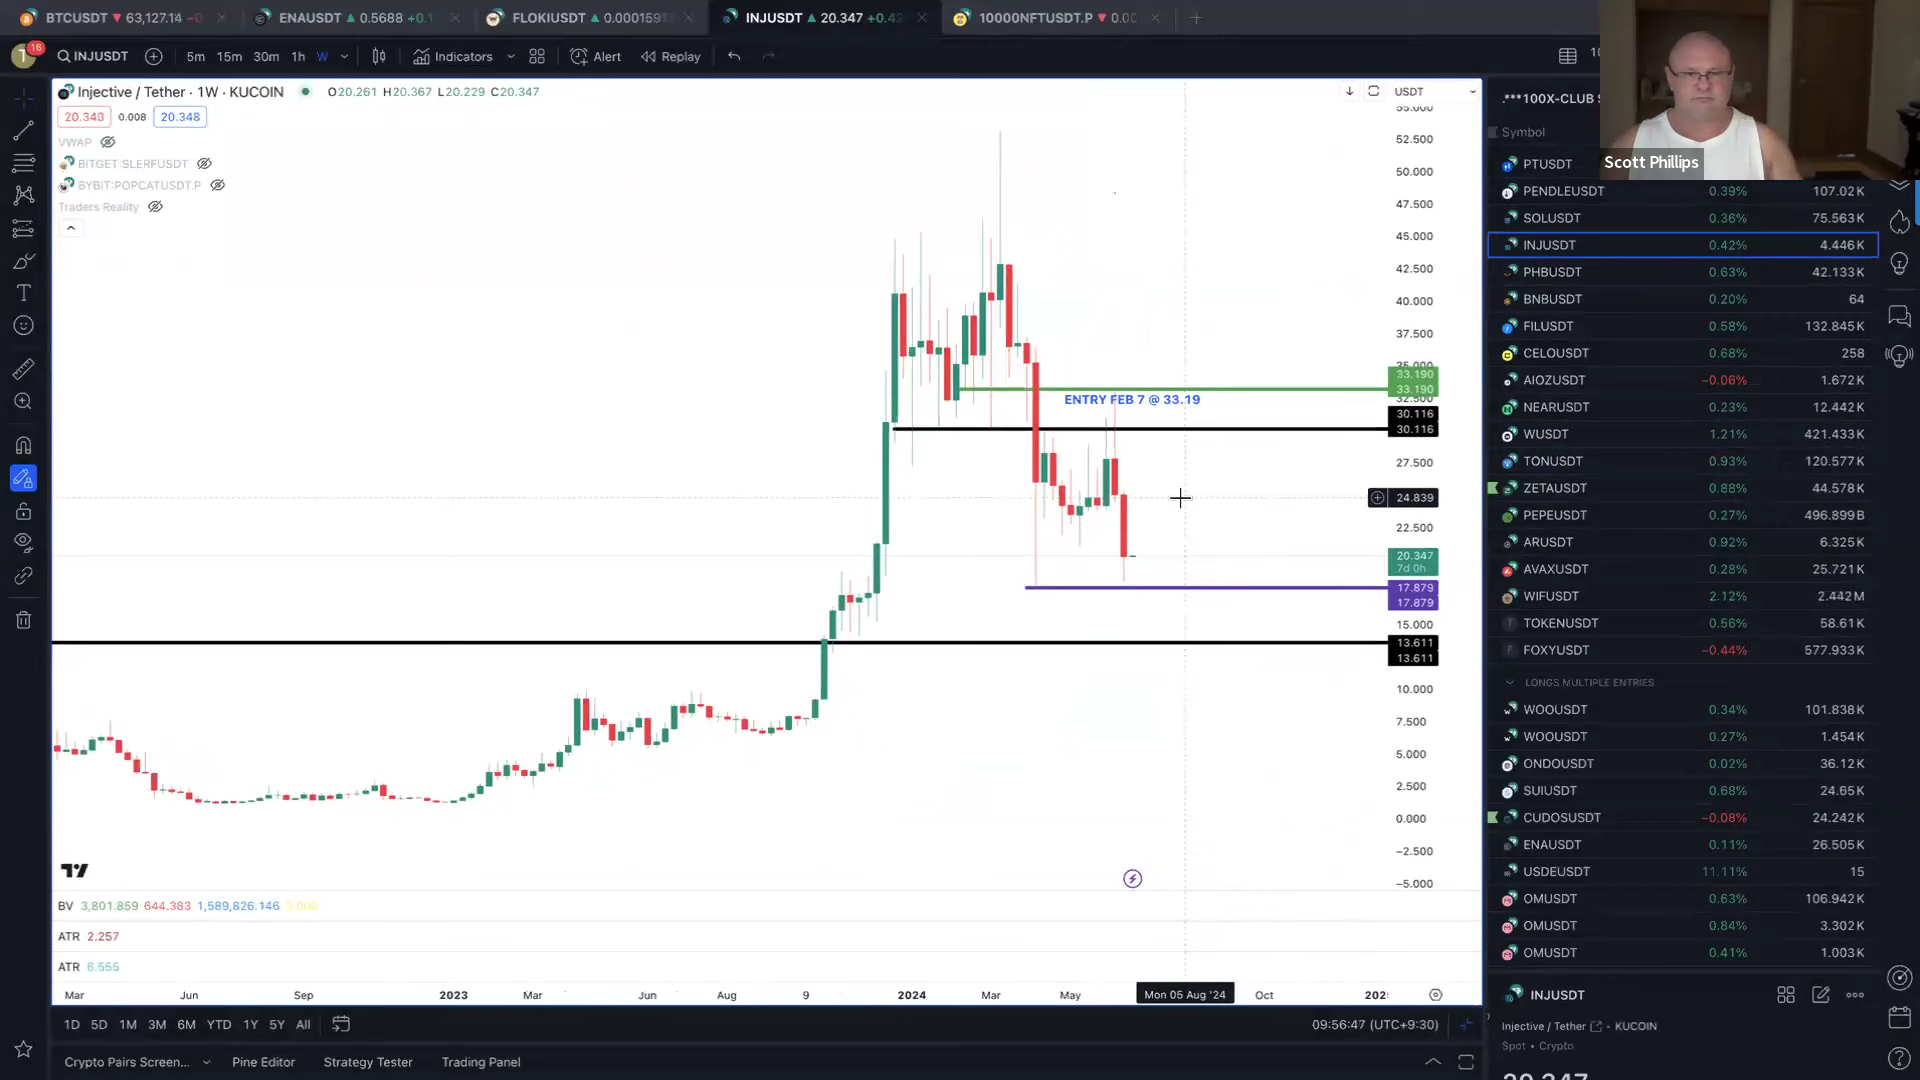 BTCUSDT 63,127.14
ENAUSDT 0.5688 +0.1
FLOKIUSDT
INJUSDT 20.347 +0.42
10000NFTUSDT.P
16
INJUSDT
5m 15m 30m 1h W
Indicators
Alert
Replay
Injective / Tether · 1W · KUCOIN O20.261 H20.367 L20.229 C20.347
20.340 0.008 20.348
VWAP
BITGET:SLERFUSDT
BYBIT:POPCATUSDT.P
Traders Reality
USDT
55.000
52.500
50.000
47.500
45.000
42.500
40.000
37.500
35.000
33.190
33.190
32.500
ENTRY FEB 7 @ 33.19
30.116
30.116
27.500
24.839
22.500
20.347
7d 0h
17.879
17.879
15.000
13.611
13.611
10.000
7.500
5.000
2.500
0.000
−2.500
−5.000
BV 3,801.859 644.383 1,589,826.146 0.000
ATR 2.257
ATR 6.555
Mar Jun Sep 2023 Mar Jun Aug 9 2024 Mar May Mon 05 Aug '24 Oct
1D 5D 1M 3M 6M YTD 1Y 5Y All
09:56:47 (UTC+9:30)
Crypto Pairs Screen... Pine Editor Strategy Tester Trading Panel
Scott Phillips
.***100X-CLUB
Symbol
PTUSDT
PENDLEUSDT 0.39% 107.02K
SOLUSDT 0.36% 75.563K
INJUSDT 0.42% 4.446K
PHBUSDT 0.63% 42.133K
BNBUSDT 0.20% 64
FILUSDT 0.58% 132.845K
CELOUSDT 0.68% 258
AIOZUSDT −0.06% 1.672K
NEARUSDT 0.23% 12.442K
WUSDT 1.21% 421.433K
TONUSDT 0.93% 120.577K
ZETAUSDT 0.88% 44.578K
PEPEUSDT 0.27% 496.899B
ARUSDT 0.92% 6.325K
AVAXUSDT 0.28% 25.721K
WIFUSDT 2.12% 2.442M
TOKENUSDT 0.56% 58.61K
FOXYUSDT −0.44% 577.933K
LONGS MULTIPLE ENTRIES
WOOUSDT 0.34% 101.838K
WOOUSDT 0.27% 1.454K
ONDOUSDT 0.02% 36.12K
SUIUSDT 0.68% 24.65K
CUDOSUSDT −0.08% 24.242K
ENAUSDT 0.11% 26.505K
USDEUSDT 11.11% 15
OMUSDT 0.63% 106.942K
OMUSDT 0.84% 3.302K
OMUSDT 0.41% 1.003K
INJUSDT
Injective / Tether · KUCOIN
Spot • Crypto
20.347